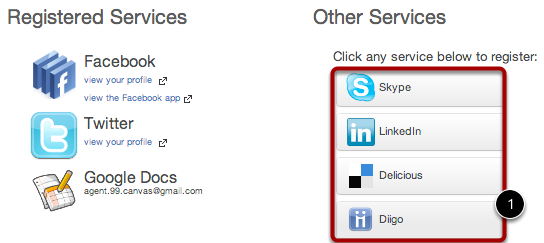 Registered Services
Facebook
view your profile
view the Facebook app
Twitter
view your profile
Google Docs
agent.99.canvas@gmail.com
Other Services
Click any service below to register:
Skype
LinkedIn
Delicious
Diigo
1